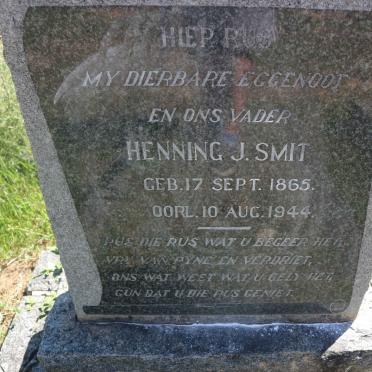 HIER RUS
MY DIERBARE EGGENOOT
EN ONS VADER
HENNING J. SMIT
GEB. 17 SEPT. 1865.
OORL. 10 AUG. 1944.
RUS DIE RUS WAT U BEGEER HET,
VRY VAN PYNE EN VERDRIET,
ONS WAT WEET WAT U GELY HET,
GUN DAT U DIE RUS GENIET.